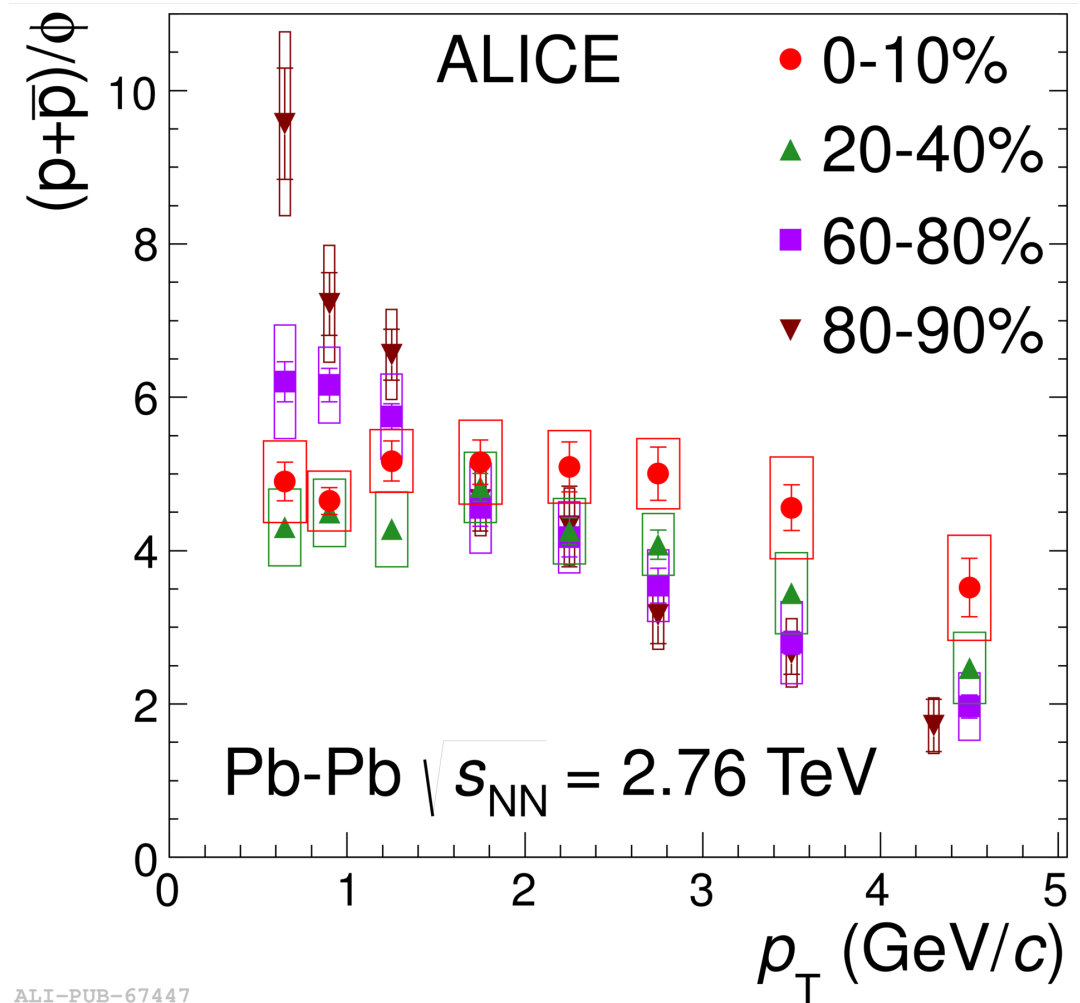 (p+p̅)/ϕ
ALICE
0-10%
20-40%
60-80%
80-90%
10
8
6
4
2
0
Pb-Pb √sNN = 2.76 TeV
0 1 2 3 4 5
pT (GeV/c)
ALI-PUB-67447